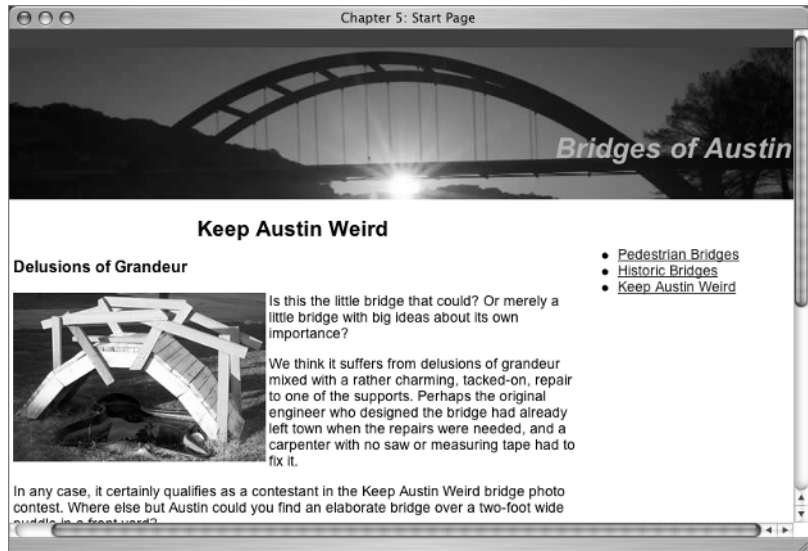 Chapter 5: Start Page
Bridges of Austin
Keep Austin Weird
Delusions of Grandeur
Is this the little bridge that could? Or merely a
little bridge with big ideas about its own
importance?
We think it suffers from delusions of grandeur
mixed with a rather charming, tacked-on, repair
to one of the supports. Perhaps the original
engineer who designed the bridge had already
left town when the repairs were needed, and a
carpenter with no saw or measuring tape had to
fix it.
In any case, it certainly qualifies as a contestant in the Keep Austin Weird bridge photo
contest. Where else but Austin could you find an elaborate bridge over a two-foot wide
puddle in a front yard?
Pedestrian Bridges
Historic Bridges
Keep Austin Weird